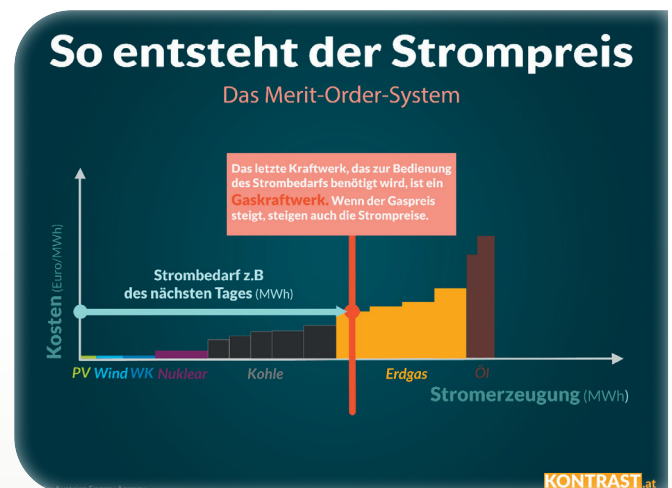 So entsteht der Strompreis
Das Merit-Order-System
Das letzte Kraftwerk, das zur Bedienung
des Strombedarfs benötigt wird, ist ein
Gaskraftwerk. Wenn der Gaspreis
steigt, steigen auch die Strompreise.
Kosten (Euro/MWh)
Strombedarf z.B
des nächsten Tages (MWh)
PV Wind WK Nuklear Kohle Erdgas Öl
Stromerzeugung (MWh)
KONTRAST.at